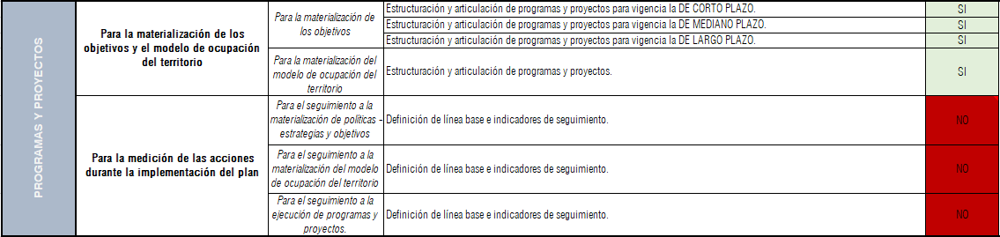 PROGRAMAS Y PROYECTOS
Para la materialización de los
objetivos y el modelo de ocupación
del territorio
Para la materialización de
los objetivos
Estructuración y articulación de programas y proyectos para vigencia la DE CORTO PLAZO.
SI
Estructuración y articulación de programas y proyectos para vigencia la DE MEDIANO PLAZO.
SI
Estructuración y articulación de programas y proyectos para vigencia la DE LARGO PLAZO.
SI
Para la materialización del
modelo de ocupación del
territorio
Estructuración y articulación de programas y proyectos.
SI
Para la medición de las acciones
durante la implementación del plan
Para el seguimiento a la
materialización de políticas -
estrategias y objetivos
Definición de línea base e indicadores de seguimiento.
NO
Para el seguimiento a la
materialización del modelo
de ocupación del territorio
Definición de línea base e indicadores de seguimiento.
NO
Para el seguimiento a la
ejecución de programas y
proyectos.
Definición de línea base e indicadores de seguimiento.
NO